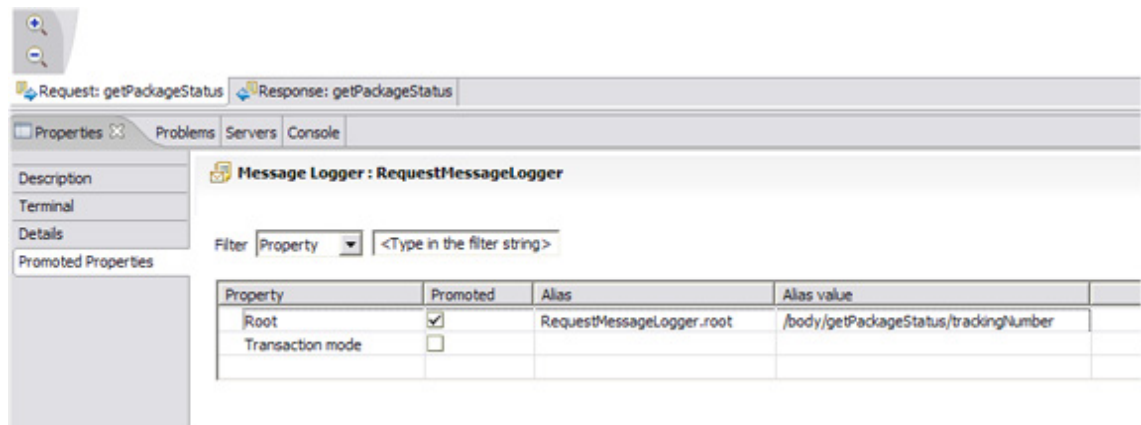 Request: getPackageStatus Response: getPackageStatus
Properties Problems Servers Console
Description
Terminal
Details
Promoted Properties
Message Logger : RequestMessageLogger
Filter Property <Type in the filter string>
Property Promoted Alias Alias value
Root RequestMessageLogger.root /body/getPackageStatus/trackingNumber
Transaction mode